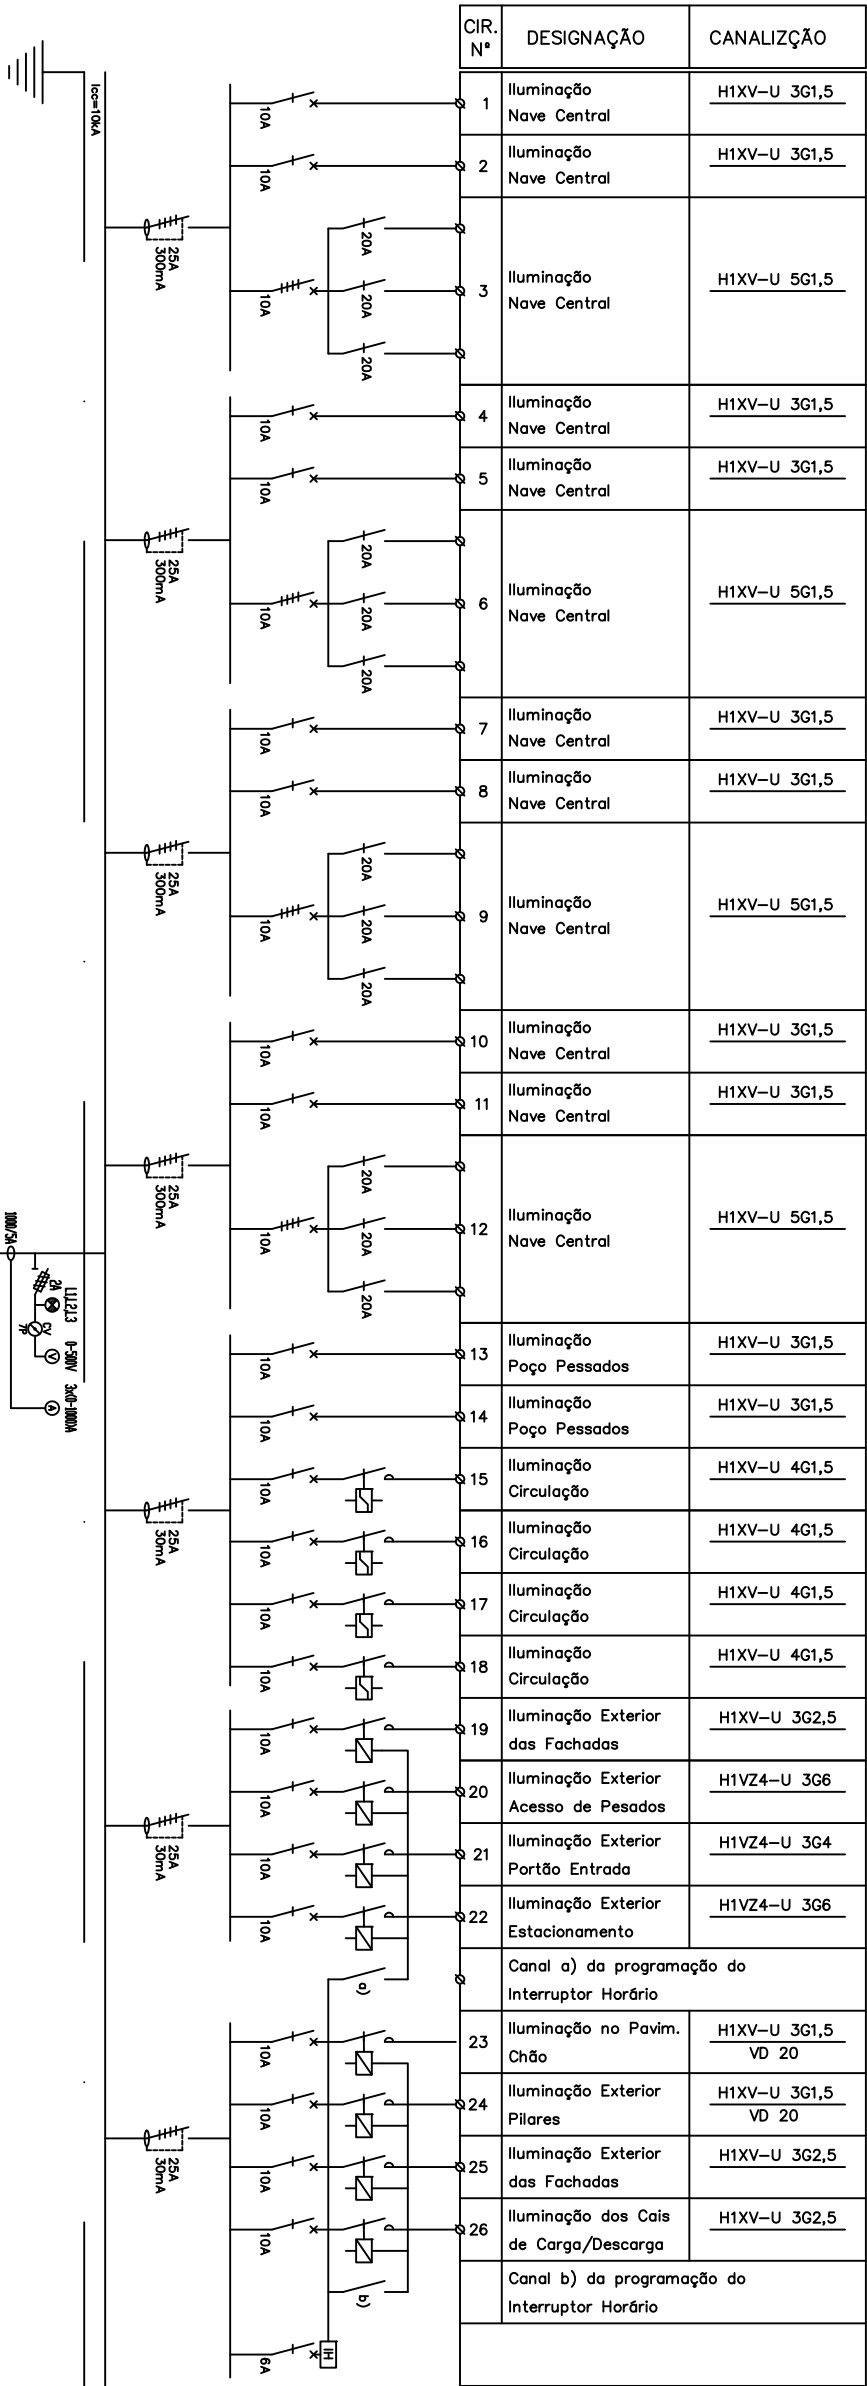 CIR. Nº DESIGNAÇÃO CANALIZÇÃO
Icc=10kA
10A
1 Iluminação Nave Central H1XV-U 3G1,5
10A
2 Iluminação Nave Central H1XV-U 3G1,5
25A
300mA
20A
10A
20A
20A
3 Iluminação Nave Central H1XV-U 5G1,5
10A
4 Iluminação Nave Central H1XV-U 3G1,5
10A
5 Iluminação Nave Central H1XV-U 3G1,5
25A
300mA
20A
10A
20A
20A
6 Iluminação Nave Central H1XV-U 5G1,5
10A
7 Iluminação Nave Central H1XV-U 3G1,5
10A
8 Iluminação Nave Central H1XV-U 3G1,5
25A
300mA
20A
10A
20A
20A
9 Iluminação Nave Central H1XV-U 5G1,5
10A
10 Iluminação Nave Central H1XV-U 3G1,5
10A
11 Iluminação Nave Central H1XV-U 3G1,5
25A
300mA
20A
10A
20A
20A
12 Iluminação Nave Central H1XV-U 5G1,5
1000/5A
2A
L1,L2,L3
CV
7P
0-500V
V
3x(0-1000)A
A
10A
13 Iluminação Poço Pessados H1XV-U 3G1,5
10A
14 Iluminação Poço Pessados H1XV-U 3G1,5
10A
15 Iluminação Circulação H1XV-U 4G1,5
25A
30mA
10A
16 Iluminação Circulação H1XV-U 4G1,5
10A
17 Iluminação Circulação H1XV-U 4G1,5
10A
18 Iluminação Circulação H1XV-U 4G1,5
10A
19 Iluminação Exterior das Fachadas H1XV-U 3G2,5
10A
20 Iluminação Exterior Acesso de Pesados H1VZ4-U 3G6
25A
30mA
10A
21 Iluminação Exterior Portão Entrada H1VZ4-U 3G4
10A
22 Iluminação Exterior Estacionamento H1VZ4-U 3G6
a)
Canal a) da programação do
Interruptor Horário
10A
23 Iluminação no Pavim. Chão H1XV-U 3G1,5 VD 20
10A
24 Iluminação Exterior Pilares H1XV-U 3G1,5 VD 20
25A
30mA
10A
25 Iluminação Exterior das Fachadas H1XV-U 3G2,5
10A
26 Iluminação dos Cais de Carga/Descarga H1XV-U 3G2,5
b)
Canal b) da programação do
Interruptor Horário
6A
IH